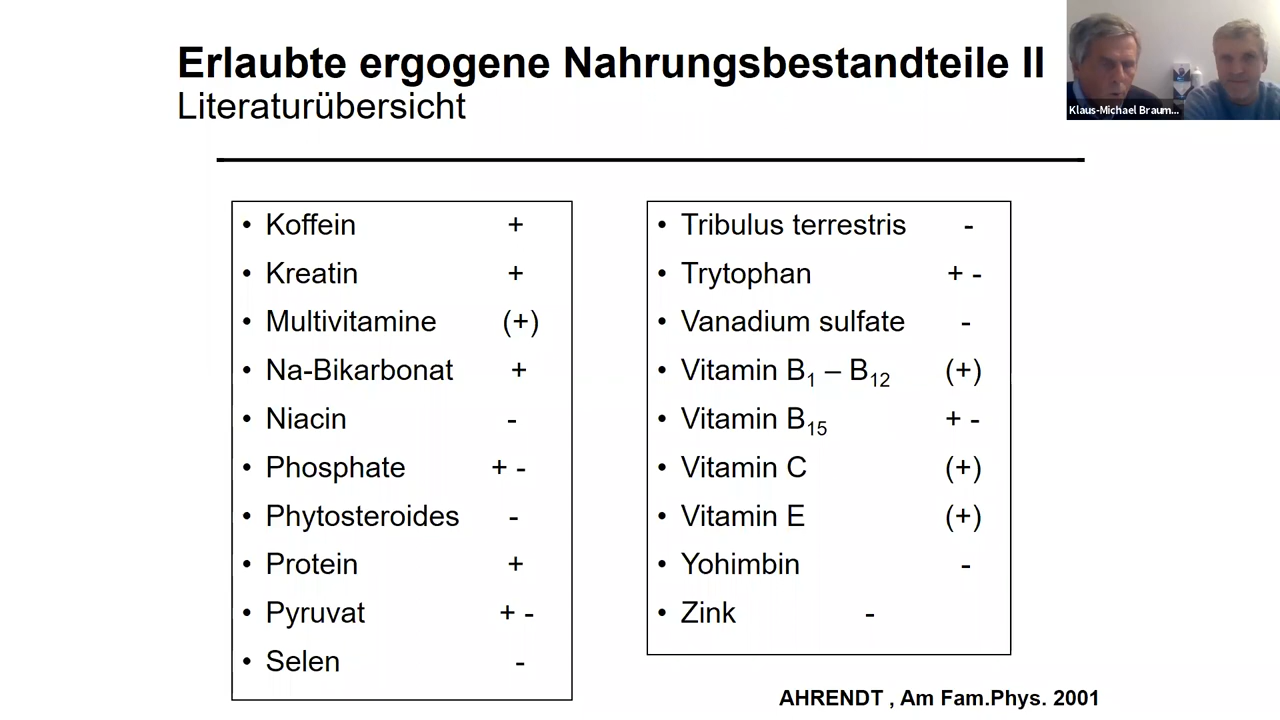 Erlaubte ergogene Nahrungsbestandteile II
Literaturübersicht
Klaus-Michael Braum...
• Koffein +
• Kreatin +
• Multivitamine (+)
• Na-Bikarbonat +
• Niacin -
• Phosphate + -
• Phytosteroides -
• Protein +
• Pyruvat + -
• Selen -
• Tribulus terrestris -
• Trytophan + -
• Vanadium sulfate -
• Vitamin B1 – B12 (+)
• Vitamin B15 + -
• Vitamin C (+)
• Vitamin E (+)
• Yohimbin -
• Zink -
AHRENDT , Am Fam.Phys. 2001